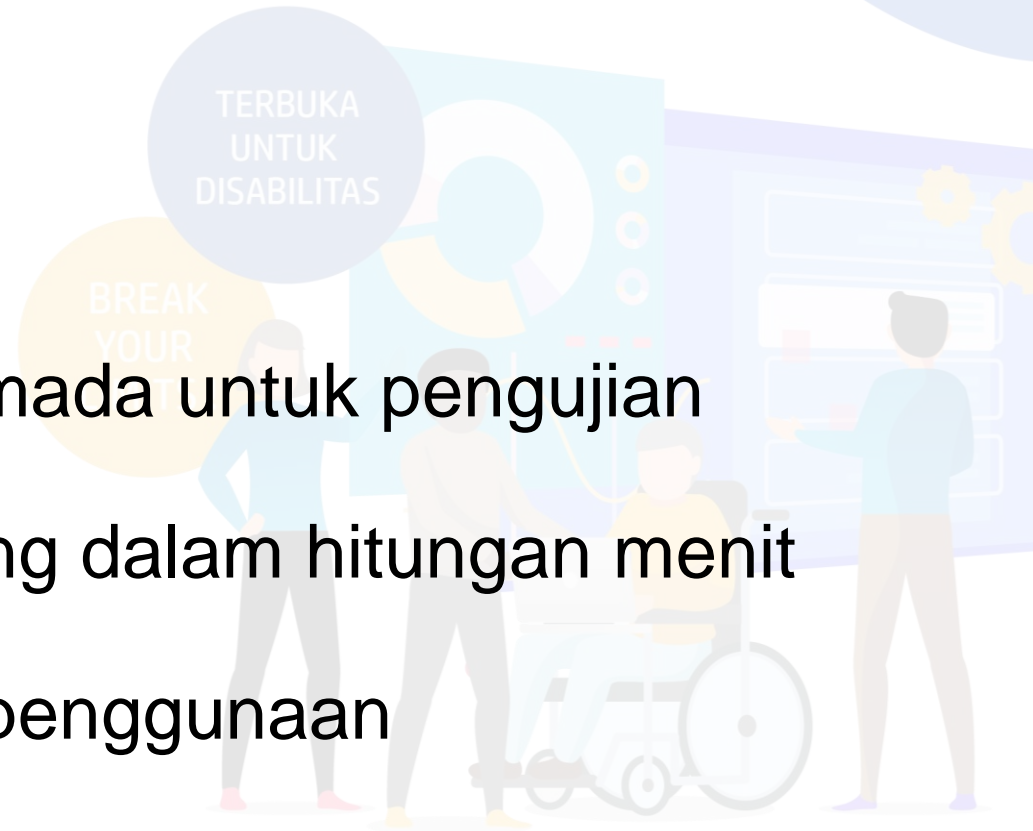 TERBUKA
UNTUK
DISABILITAS
BREAK
YOUR
mada untuk pengujian
ng dalam hitungan menit
penggunaan